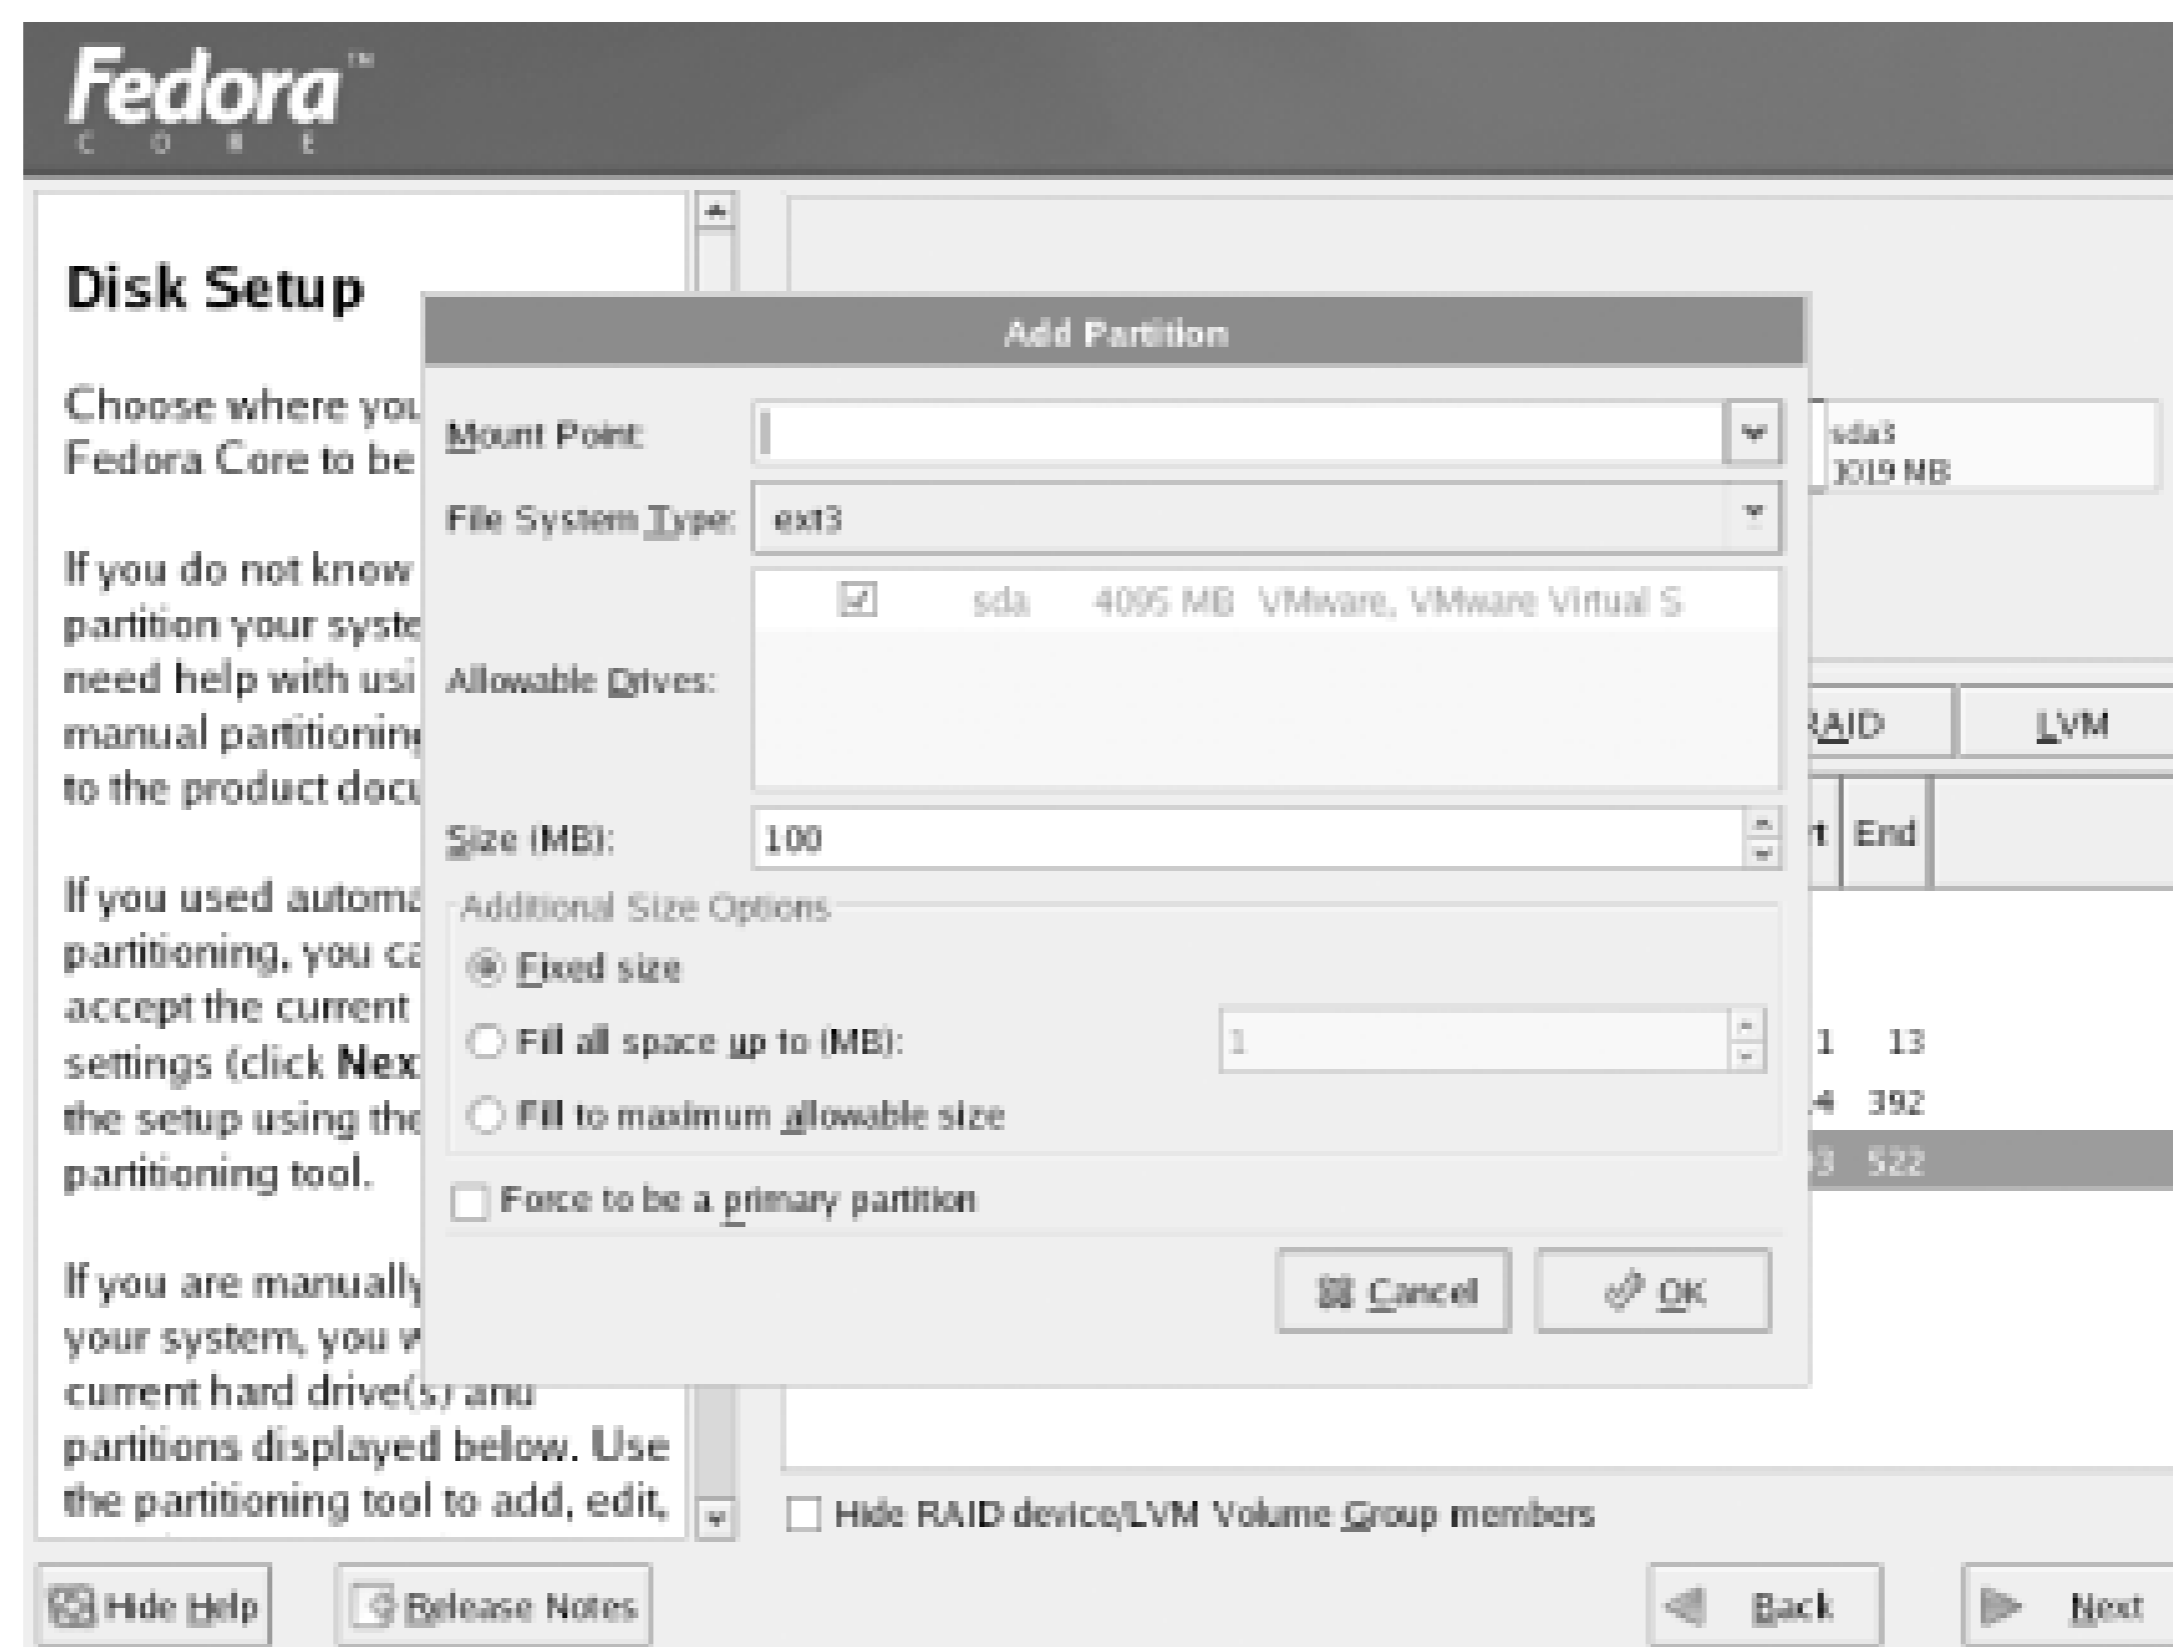 Fedora™
CORE
Disk Setup
Choose where you
Fedora Core to be
If you do not know
partition your syste
need help with usi
manual partitioning
to the product docu
If you used automa
partitioning, you ca
accept the current
settings (click Nex
the setup using the
partitioning tool.
If you are manually
your system, you w
current hard drive(s) and
partitions displayed below. Use
the partitioning tool to add, edit,
Add Partition
Mount Point:
File System Type: ext3
sda 4095 MB VMware, VMware Virtual S
Allowable Drives:
Size (MB): 100
Additional Size Options
Fixed size
Fill all space up to (MB): 1
Fill to maximum allowable size
Force to be a primary partition
Cancel OK
sda3
1019 MB
RAID LVM
t End
1 13
4 392
3 522
Hide RAID device/LVM Volume Group members
Hide Help Release Notes Back Next